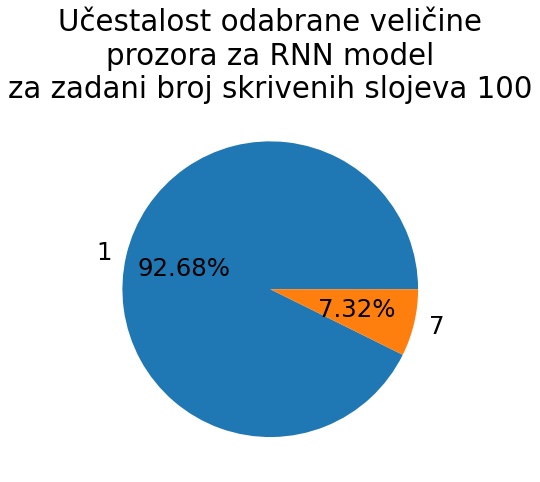 Učestalost odabrane veličine
prozora za RNN model
za zadani broj skrivenih slojeva 100
1
92.68%
7.32%
7